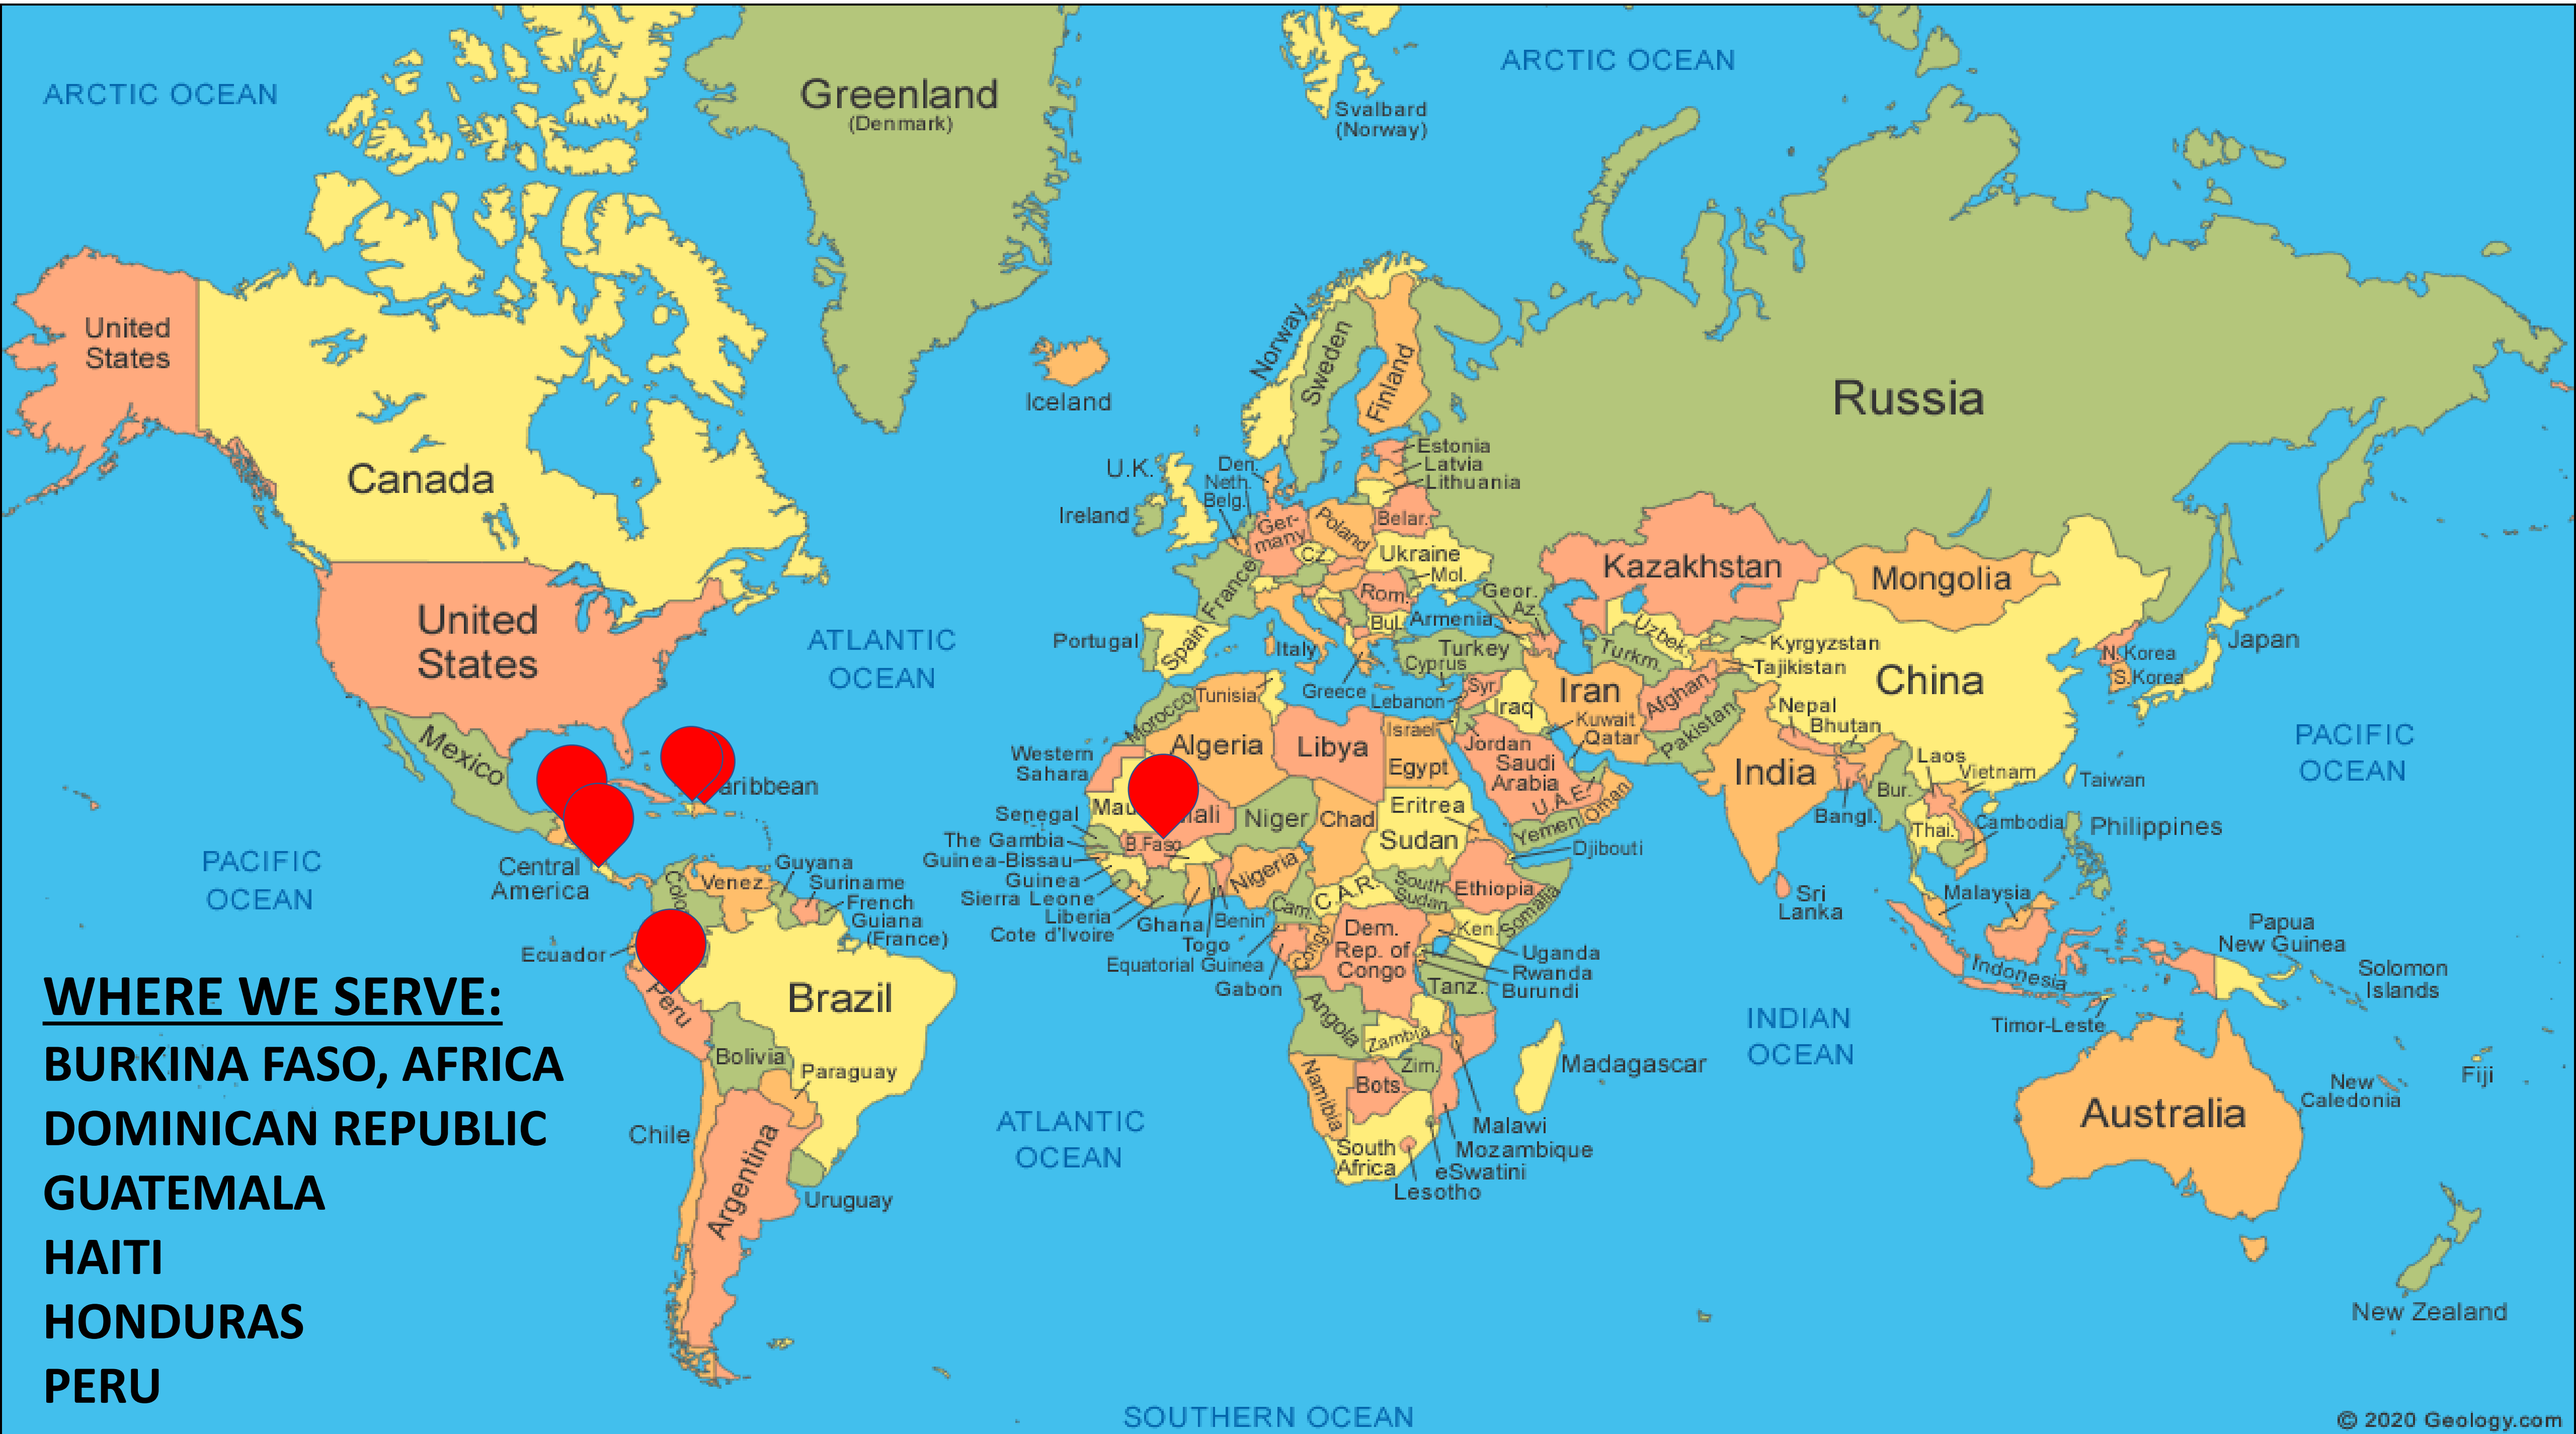 ARCTIC OCEAN
ARCTIC OCEAN
Greenland
(Denmark)
Svalbard
(Norway)
United
States
Canada
Iceland
Norway
Sweden
Finland
Russia
Estonia
Latvia
Lithuania
U.K.
Ireland
Den.
Neth.
Belg.
Ger-
many
Poland
Belar.
Cz.
Ukraine
Mol.
France
Rom.
Bul.
Portugal
Spain
Italy
Greece
Geor.
Az.
Armenia
Turkey
Cyprus
Lebanon
Syr.
Iraq
Iran
Israel
Jordan
Kuwait
Qatar
Saudi
Arabia
U.A.E.
Oman
Yemen
Kazakhstan
Uzbek.
Turkm.
Kyrgyzstan
Tajikistan
Afghan.
Pakistan
Mongolia
China
N. Korea
S. Korea
Japan
Nepal
Bhutan
India
Bangl.
Bur.
Laos
Vietnam
Thai.
Cambodia
Taiwan
Philippines
Sri
Lanka
Malaysia
Indonesia
Timor-Leste
Papua
New Guinea
Solomon
Islands
Fiji
New
Caledonia
Australia
New Zealand
United
States
Mexico
ATLANTIC
OCEAN
PACIFIC
OCEAN
PACIFIC
OCEAN
aribbean
Central
America
Colo
Venez.
Guyana
Suriname
French
Guiana
(France)
Ecuador
Peru
Brazil
Bolivia
Paraguay
Chile
Argentina
Uruguay
Morocco
Tunisia
Algeria
Libya
Egypt
Western
Sahara
Mau
ali
Niger
Chad
Eritrea
Sudan
Senegal
The Gambia
Guinea-Bissau
Guinea
Sierra Leone
Liberia
Cote d'Ivoire
B.Faso
Ghana
Togo
Benin
Nigeria
Cam.
C.A.R.
South
Sudan
Ethiopia
Djibouti
Somalia
Equatorial Guinea
Gabon
Congo
Dem.
Rep. of
Congo
Ken.
Uganda
Rwanda
Burundi
Tanz.
Angola
Zambia
Malawi
Mozambique
Zim.
Namibia
Bots.
South
Africa
eSwatini
Lesotho
Madagascar
INDIAN
OCEAN
ATLANTIC
OCEAN
SOUTHERN OCEAN
WHERE WE SERVE:
BURKINA FASO, AFRICA
DOMINICAN REPUBLIC
GUATEMALA
HAITI
HONDURAS
PERU
© 2020 Geology.com